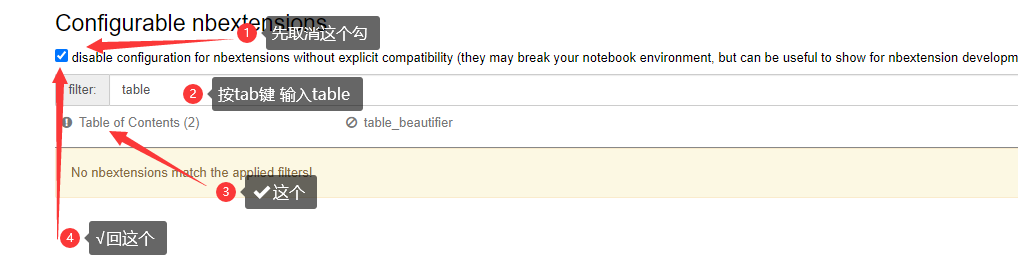 Configurable nbextensions
1 先取消这个勾
disable configuration for nbextensions without explicit compatibility (they may break your notebook environment, but can be useful to show for nbextension developm
filter: table
2 按tab键 输入table
Table of Contents (2) table_beautifier
No nbextensions match the applied filters!
3 ✔这个
4 √回这个